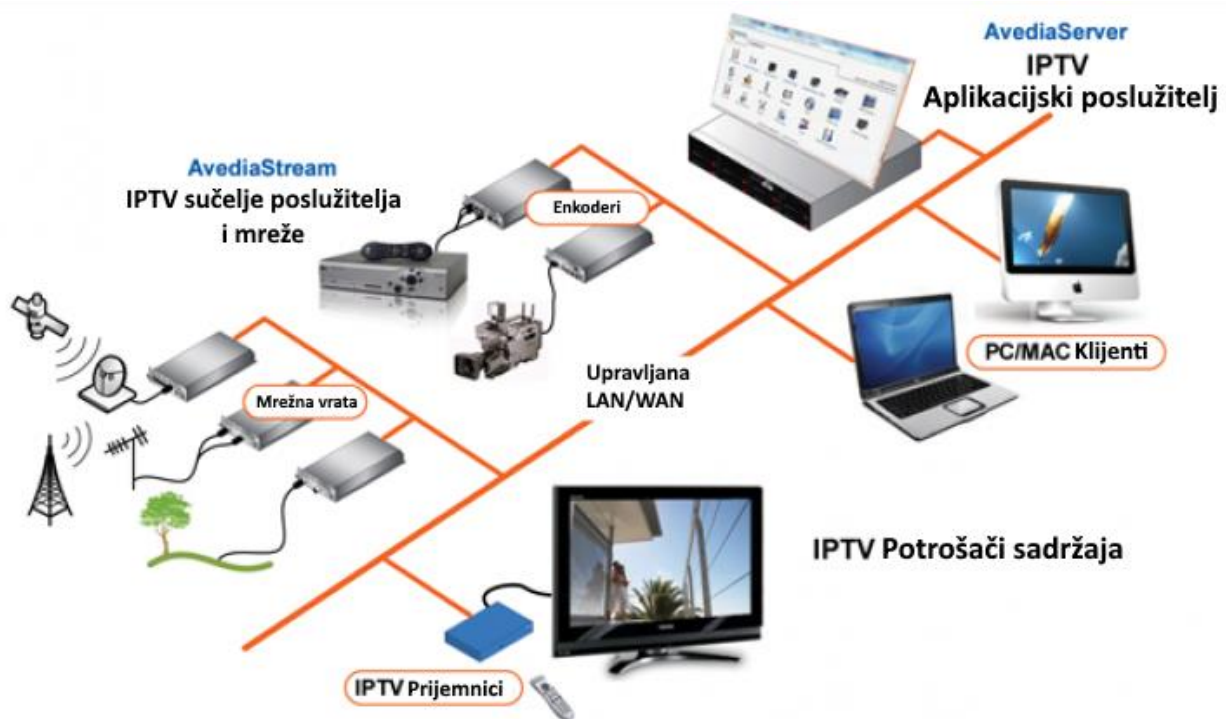 AvediaServer
IPTV
Aplikacijski poslužitelj
AvediaStream
IPTV sučelje poslužitelja
i mreže
Enkoderi
PC/MAC Klijenti
Upravljana
LAN/WAN
Mrežna vrata
IPTV Potrošači sadržaja
IPTV Prijemnici